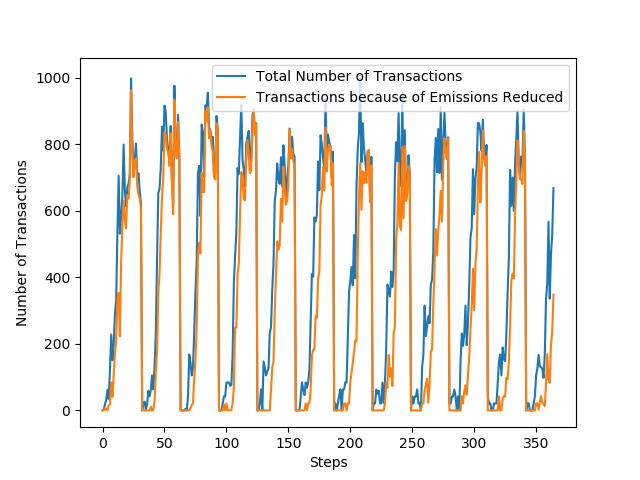 Total Number of Transactions
Transactions because of Emissions Reduced
1000
800
600
400
200
0
Number of Transactions
0 50 100 150 200 250 300 350
Steps